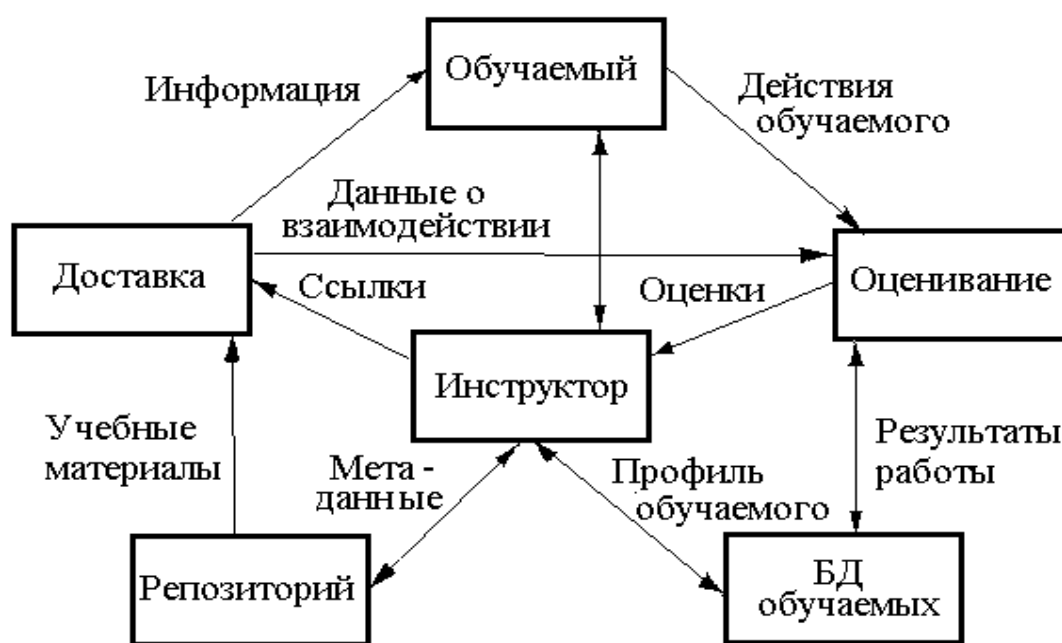 Обучаемый
Информация
Действия
обучаемого
Данные о
взаимодействии
Доставка
Ссылки
Оценки
Оценивание
Инструктор
Учебные
материалы
Мета -
данные
Профиль
обучаемого
Результаты
работы
Репозиторий
БД
обучаемых